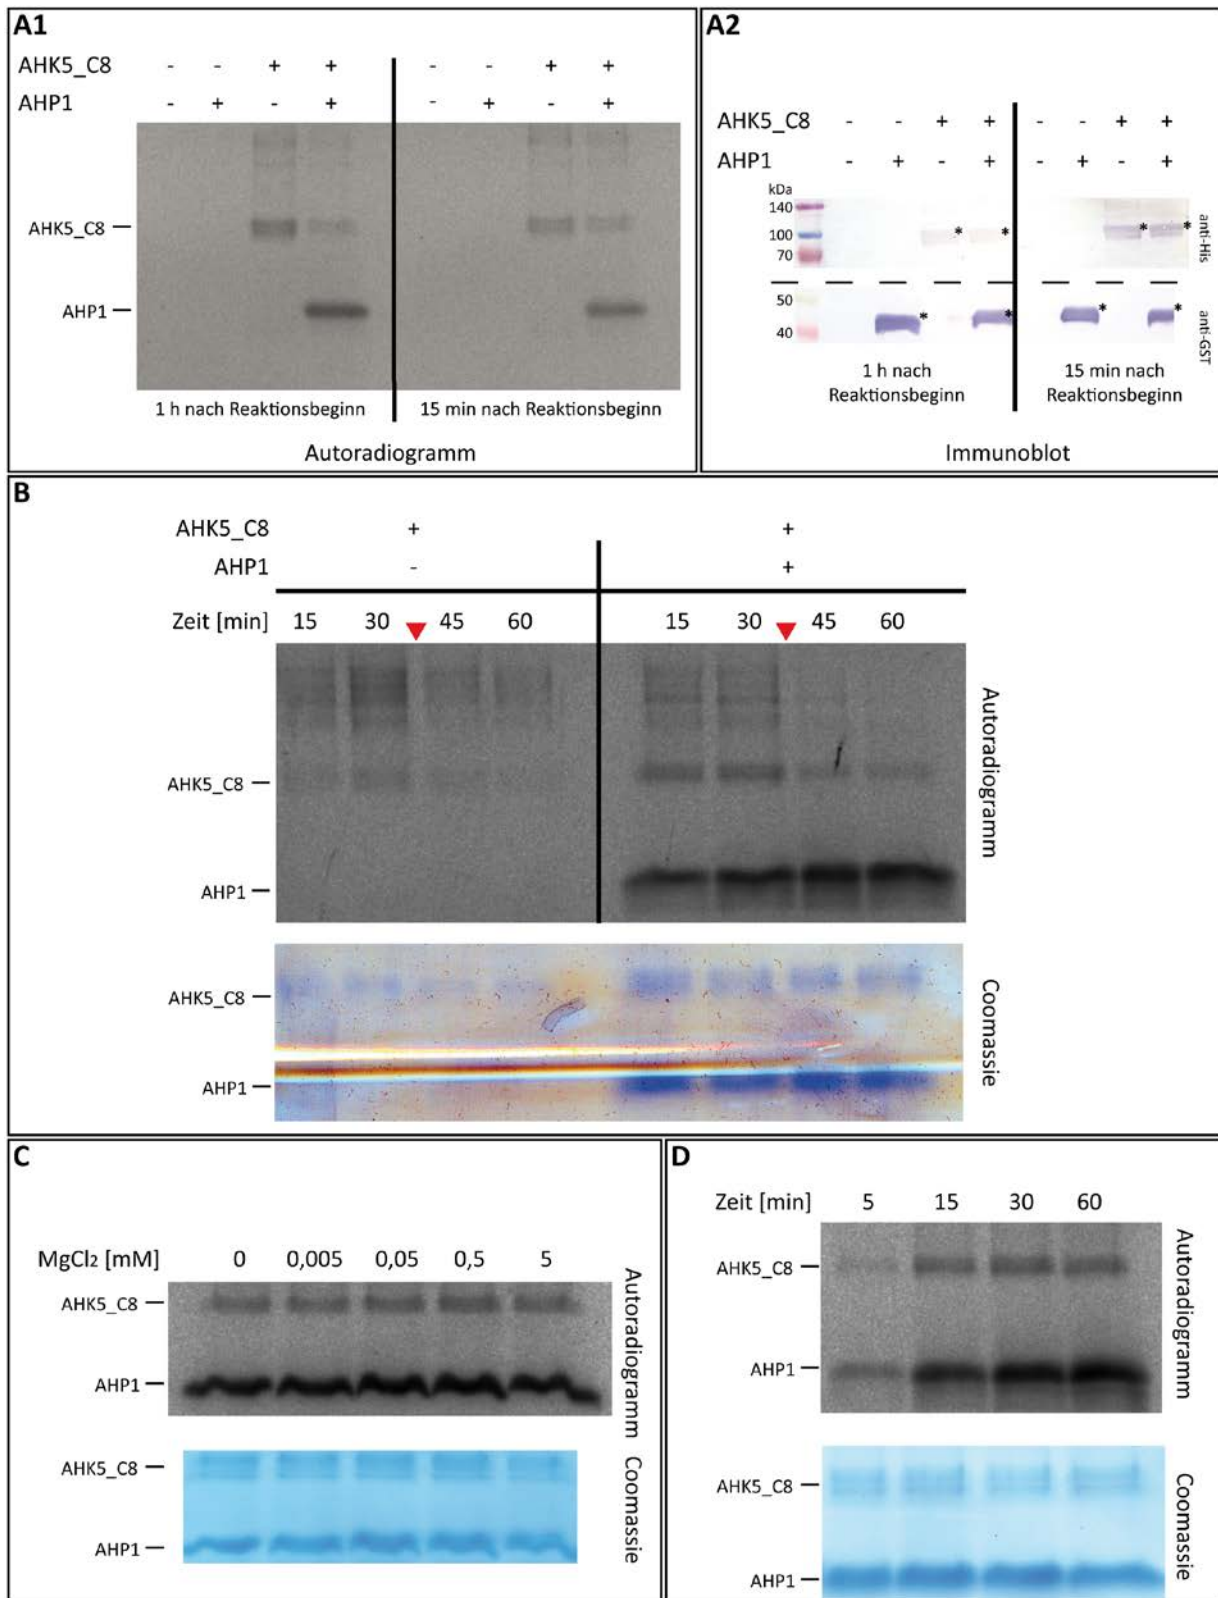 A1
AHK5_C8 - - + + - - + +
AHP1 - + - + - + - +
AHK5_C8
AHP1
1 h nach Reaktionsbeginn 15 min nach Reaktionsbeginn
Autoradiogramm
A2
AHK5_C8 - - + + - - + +
AHP1 - + - + - + - +
kDa
140
100
70
* * * *
anti-His
50
40
* * * *
anti-GST
1 h nach
Reaktionsbeginn
15 min nach
Reaktionsbeginn
Immunoblot
B
AHK5_C8 + +
AHP1 - +
Zeit [min] 15 30 45 60 15 30 45 60
AHK5_C8
AHP1
Autoradiogramm
AHK5_C8
AHP1
Coomassie
C
MgCl₂ [mM] 0 0,005 0,05 0,5 5
AHK5_C8
AHP1
Autoradiogramm
AHK5_C8
AHP1
Coomassie
D
Zeit [min] 5 15 30 60
AHK5_C8
AHP1
Autoradiogramm
AHK5_C8
AHP1
Coomassie